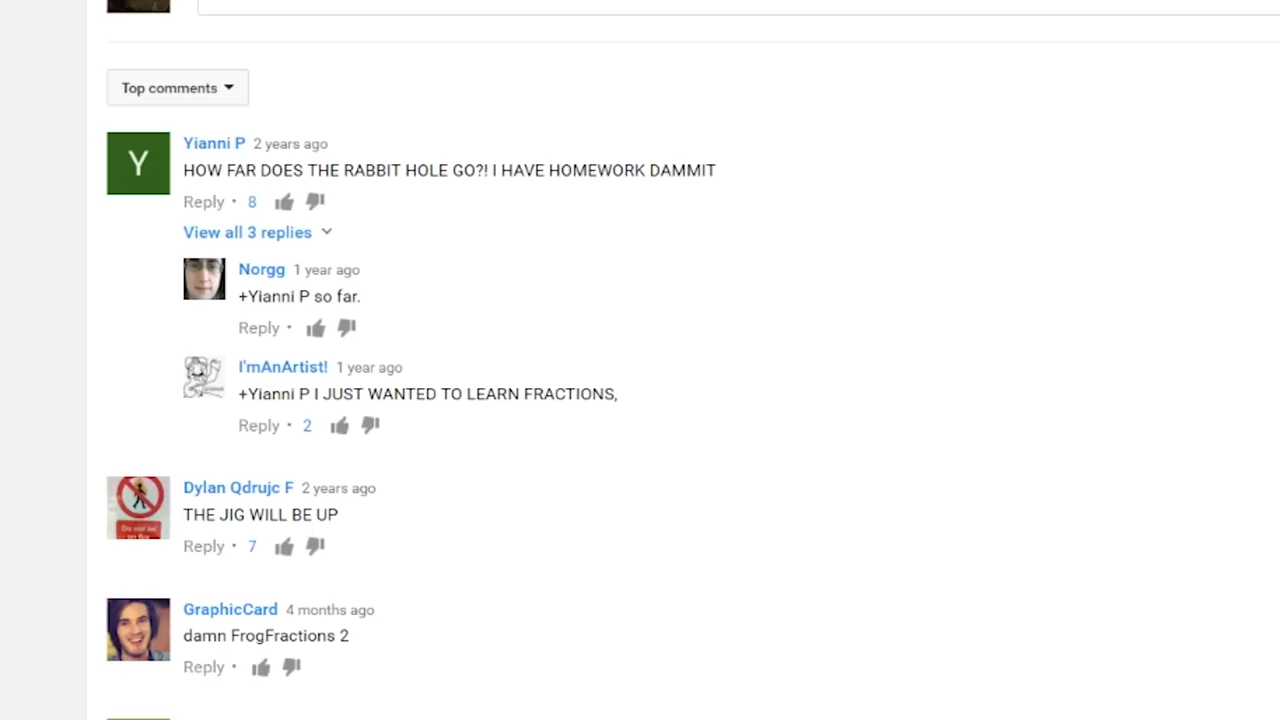 Top comments
Y
Yianni P 2 years ago
HOW FAR DOES THE RABBIT HOLE GO?! I HAVE HOMEWORK DAMMIT
Reply • 8
View all 3 replies
Norgg 1 year ago
+Yianni P so far.
Reply •
I'mAnArtist! 1 year ago
+Yianni P I JUST WANTED TO LEARN FRACTIONS,
Reply • 2
Dylan Qdrujc F 2 years ago
THE JIG WILL BE UP
Reply • 7
GraphicCard 4 months ago
damn FrogFractions 2
Reply •